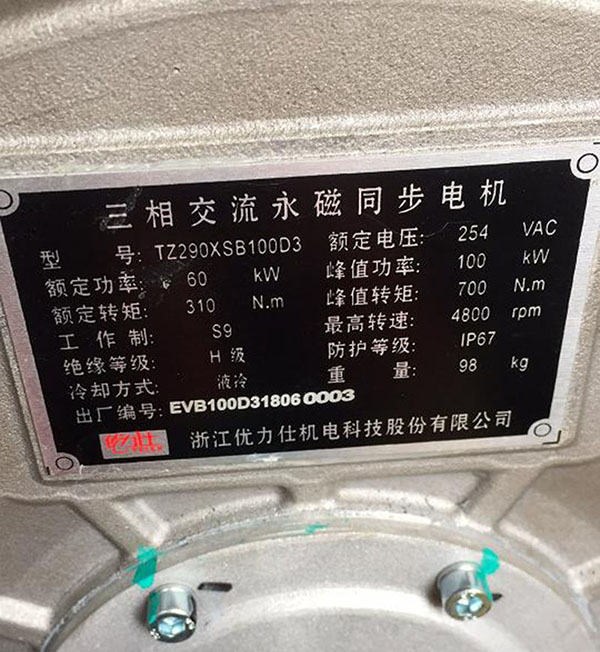 三相交流永磁同步电机
型 号: TZ290XSB100D3 额定电压: 254 VAC
额定功率: 60 kW 峰值功率: 100 kW
额定转矩: 310 N.m 峰值转矩: 700 N.m
工作制: S9 最高转速: 4800 rpm
绝缘等级: H 级 防护等级: IP67
冷却方式: 液冷 重 量: 98 kg
出厂编号: EVB100D31806 0003
浙江优力仕机电科技股份有限公司